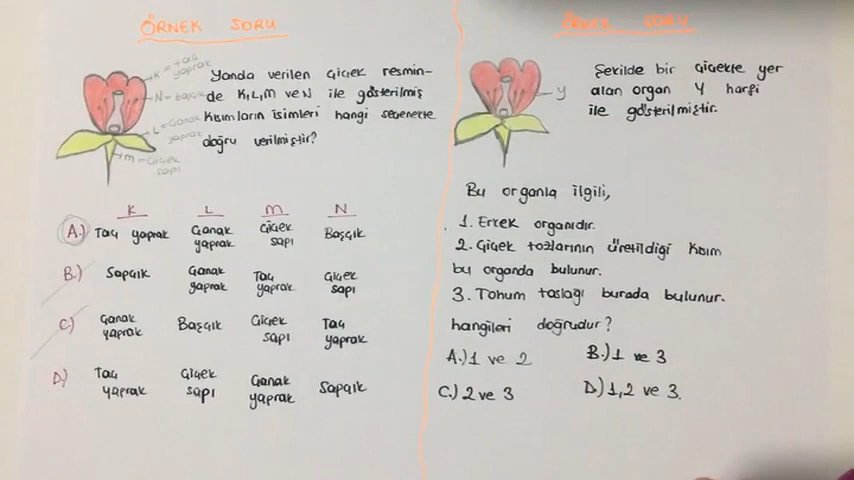 ÖRNEK SORU
K = taç yaprak
N - Başçık
L = Çanak yaprak
M - Çiçek sapı
Yanda verilen çiçek resmin-
de K,L,M ve N ile gösterilmiş
kısımların isimleri hangi seçenekte
doğru verilmiştir?
K L M N
A.) Taç yaprak Çanak yaprak Çiçek sapı Başçık
B.) Sapçık Çanak yaprak Taç yaprak Çiçek sapı
C.) Çanak yaprak Başçık Çiçek sapı Taç yaprak
D.) Taç yaprak Çiçek sapı Çanak yaprak Sapçık
ÖRNEK SORU
Y
Şekilde bir çiçekte yer
alan organ Y harfi
ile gösterilmiştir.
Bu organla ilgili,
1. Erkek organıdır.
2. Çiçek tozlarının üretildiği kısım
bu organda bulunur.
3. Tohum taslağı burada bulunur.
hangileri doğrudur?
A.) 1 ve 2 B.) 1 ve 3
C.) 2 ve 3 D.) 1,2 ve 3.